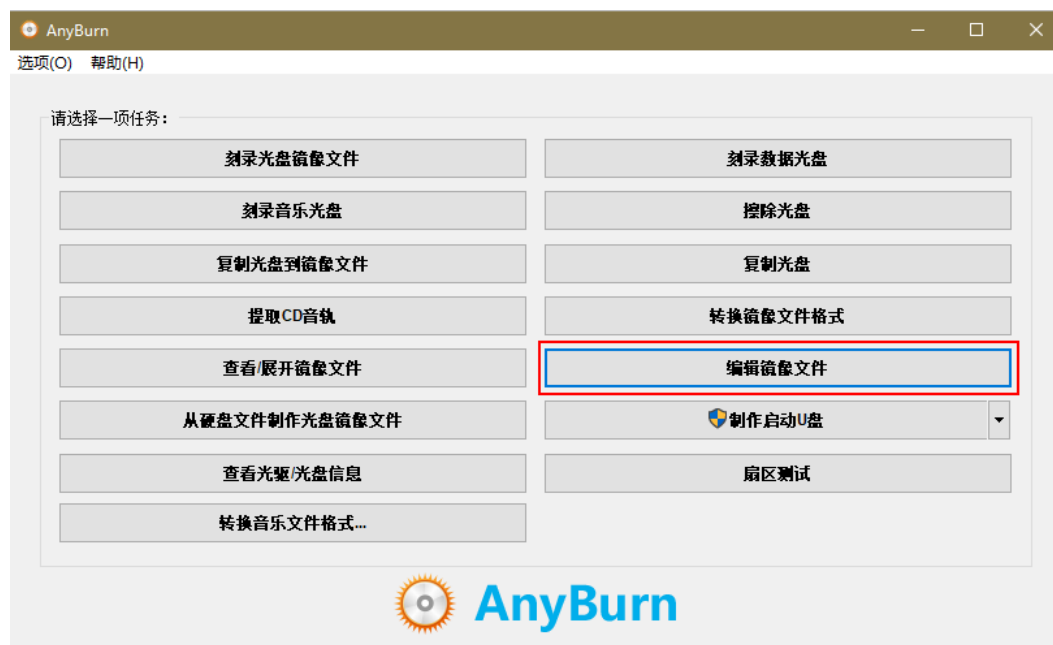 AnyBurn
选项(O) 帮助(H)
请选择一项任务：
刻录光盘镜像文件 刻录数据光盘
刻录音乐光盘 擦除光盘
复制光盘到镜像文件 复制光盘
提取CD音轨 转换镜像文件格式
查看/展开镜像文件 编辑镜像文件
从硬盘文件制作光盘镜像文件 制作启动U盘
查看光驱/光盘信息 扇区测试
转换音乐文件格式...
AnyBurn